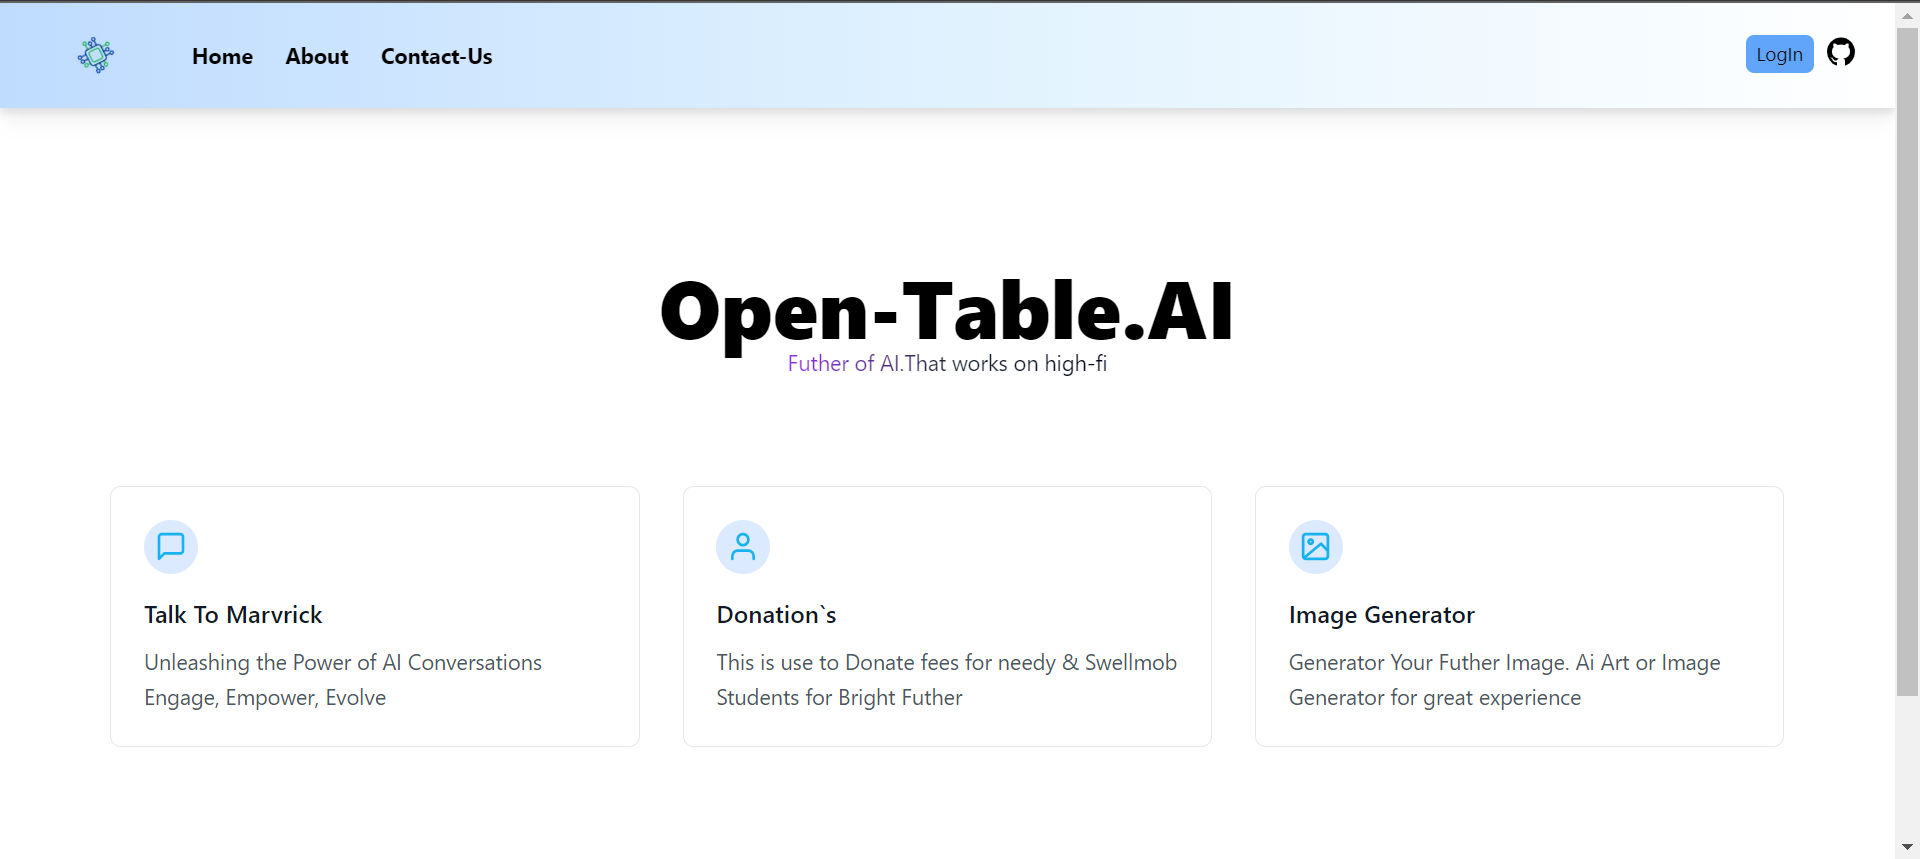 Home About Contact-Us LogIn
Open-Table.AI
Futher of AI.That works on high-fi
Talk To Marvrick
Unleashing the Power of AI Conversations
Engage, Empower, Evolve
Donation`s
This is use to Donate fees for needy & Swellmob
Students for Bright Futher
Image Generator
Generator Your Futher Image. Ai Art or Image
Generator for great experience